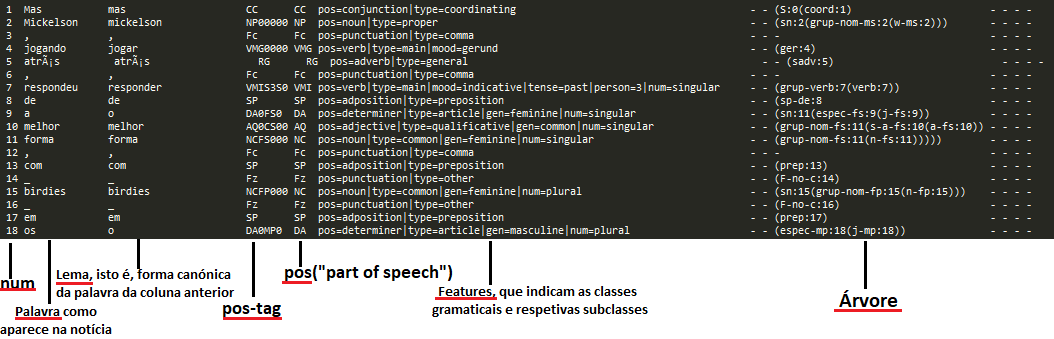 1 Mas mas CC CC pos=conjunction|type=coordinating - - (S:0(coord:1) - - - -
2 Mickelson mickelson NP00000 NP pos=noun|type=proper - - (sn:2(grup-nom-ms:2(w-ms:2))) - - - -
3 , , Fc Fc pos=punctuation|type=comma - - - - - - -
4 jogando jogar VMG0000 VMG pos=verb|type=main|mood=gerund - - (ger:4) - - - -
5 atrÃ¡s atrÃ¡s RG RG pos=adverb|type=general - - (sadv:5) - - - -
6 , , Fc Fc pos=punctuation|type=comma - - - - - - -
7 respondeu responder VMIS3S0 VMI pos=verb|type=main|mood=indicative|tense=past|person=3|num=singular - - (grup-verb:7(verb:7)) - - - -
8 de de SP SP pos=adposition|type=preposition - - (sp-de:8 - - - -
9 a o DA0FS0 DA pos=determiner|type=article|gen=feminine|num=singular - - (sn:11(espec-fs:9(j-fs:9)) - - - -
10 melhor melhor AQ0CS00 AQ pos=adjective|type=qualificative|gen=common|num=singular - - (grup-nom-fs:11(s-a-fs:10(a-fs:10)) - - - -
11 forma forma NCFS000 NC pos=noun|type=common|gen=feminine|num=singular - - (grup-nom-fs:11(n-fs:11))))) - - - -
12 , , Fc Fc pos=punctuation|type=comma - - - - - - -
13 com com SP SP pos=adposition|type=preposition - - (prep:13) - - - -
14 _ _ Fz Fz pos=punctuation|type=other - - (F-no-c:14) - - - -
15 birdies birdies NCFP000 NC pos=noun|type=common|gen=feminine|num=plural - - (sn:15(grup-nom-fp:15(n-fp:15))) - - - -
16 _ _ Fz Fz pos=punctuation|type=other - - (F-no-c:16) - - - -
17 em em SP SP pos=adposition|type=preposition - - (prep:17) - - - -
18 os o DA0MP0 DA pos=determiner|type=article|gen=masculine|num=plural - - (espec-mp:18(j-mp:18)) - - - -
num
Palavra como
aparece na notícia
Lema, isto é, forma canónica
da palavra da coluna anterior
pos-tag
pos("part of speech")
Features, que indicam as classes
gramaticais e respetivas subclasses
Árvore